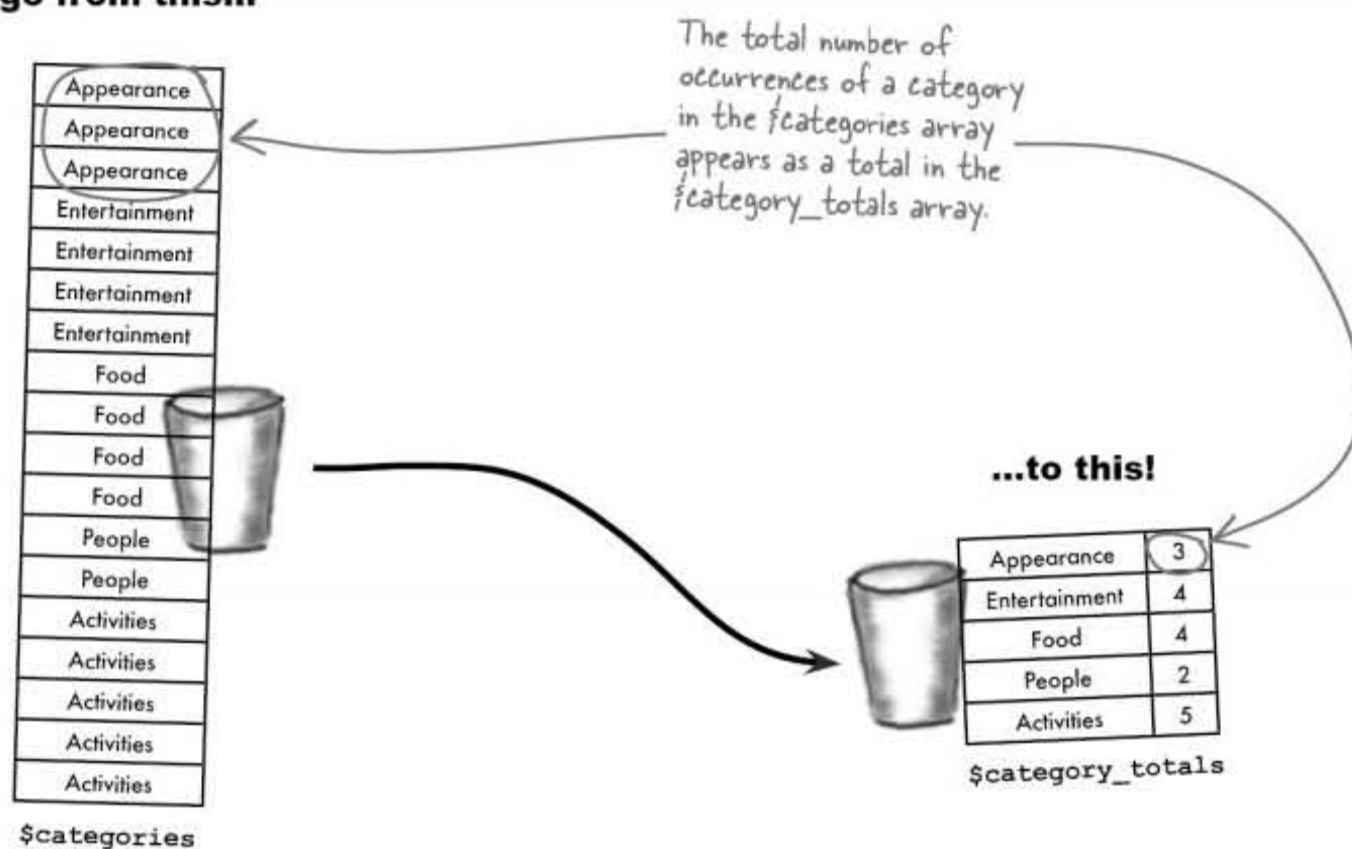 go from this...
The total number of
occurrences of a category
in the $categories array
appears as a total in the
$category_totals array.
Appearance
Appearance
Appearance
Entertainment
Entertainment
Entertainment
Entertainment
Food
Food
Food
Food
People
People
Activities
Activities
Activities
Activities
Activities
$categories
...to this!
Appearance 3
Entertainment 4
Food 4
People 2
Activities 5
$category_totals